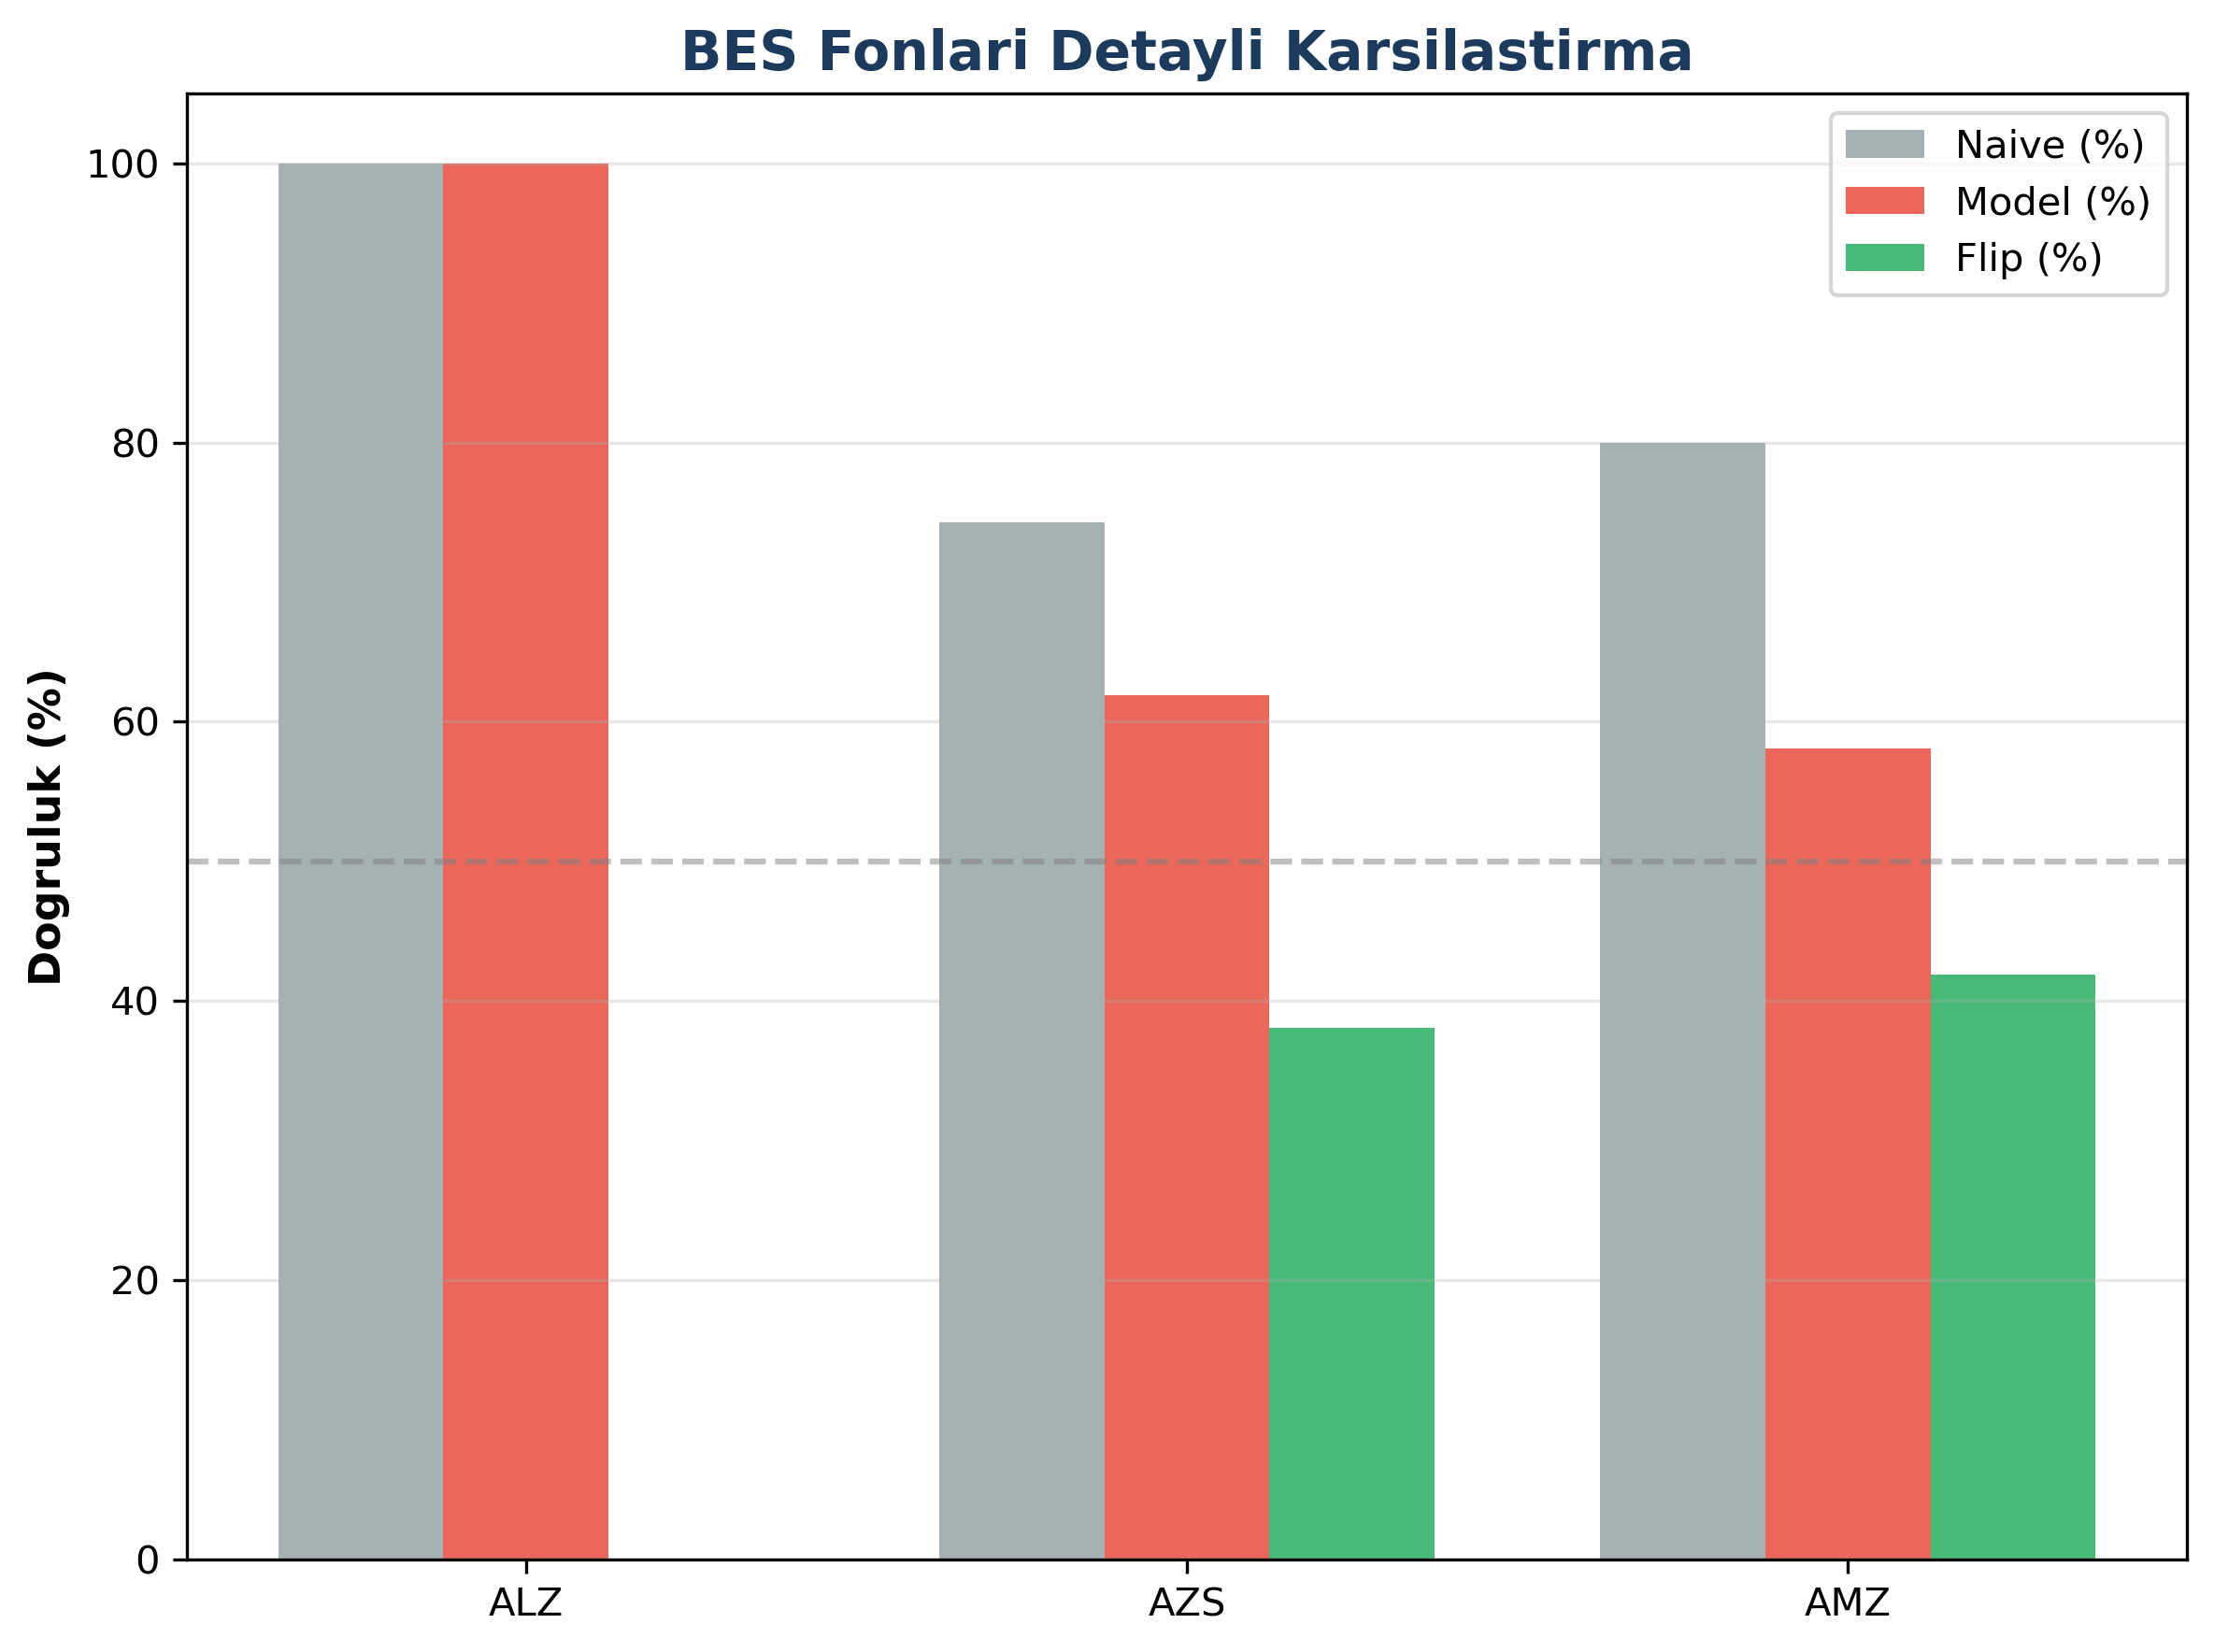 BES Fonlari Detayli Karsilastirma
Naive (%)
Model (%)
Flip (%)
Dogruluk (%)
100
80
60
40
20
0
ALZ
AZS
AMZ